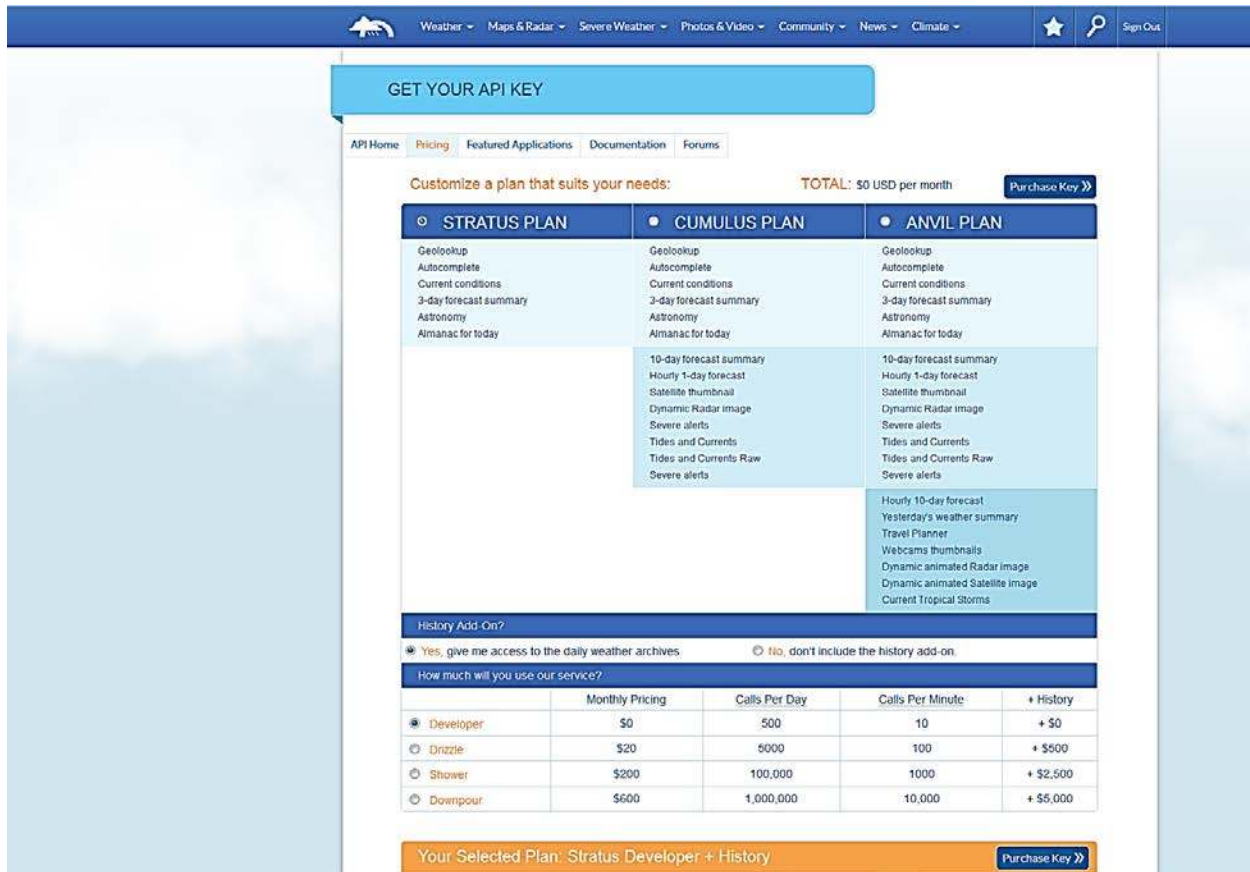 Weather Maps & Radar Severe Weather Photos & Video Community News Climate Sign Out
GET YOUR API KEY
API Home Pricing Featured Applications Documentation Forums
Customize a plan that suits your needs: TOTAL: $0 USD per month Purchase Key »
STRATUS PLAN CUMULUS PLAN ANVIL PLAN
Geolookup Geolookup Geolookup
Autocomplete Autocomplete Autocomplete
Current conditions Current conditions Current conditions
3-day forecast summary 3-day forecast summary 3-day forecast summary
Astronomy Astronomy Astronomy
Almanac for today Almanac for today Almanac for today
10-day forecast summary 10-day forecast summary
Hourly 1-day forecast Hourly 1-day forecast
Satellite thumbnail Satellite thumbnail
Dynamic Radar image Dynamic Radar image
Severe alerts Severe alerts
Tides and Currents Tides and Currents
Tides and Currents Raw Tides and Currents Raw
Severe alerts Severe alerts
Hourly 10-day forecast
Yesterday's weather summary
Travel Planner
Webcams thumbnails
Dynamic animated Radar image
Dynamic animated Satellite image
Current Tropical Storms
History Add-On?
Yes, give me access to the daily weather archives No, don't include the history add-on.
How much will you use our service?
Monthly Pricing Calls Per Day Calls Per Minute + History
Developer $0 500 10 + $0
Drizzle $20 5000 100 + $500
Shower $200 100,000 1000 + $2,500
Downpour $600 1,000,000 10,000 + $5,000
Your Selected Plan: Stratus Developer + History Purchase Key »